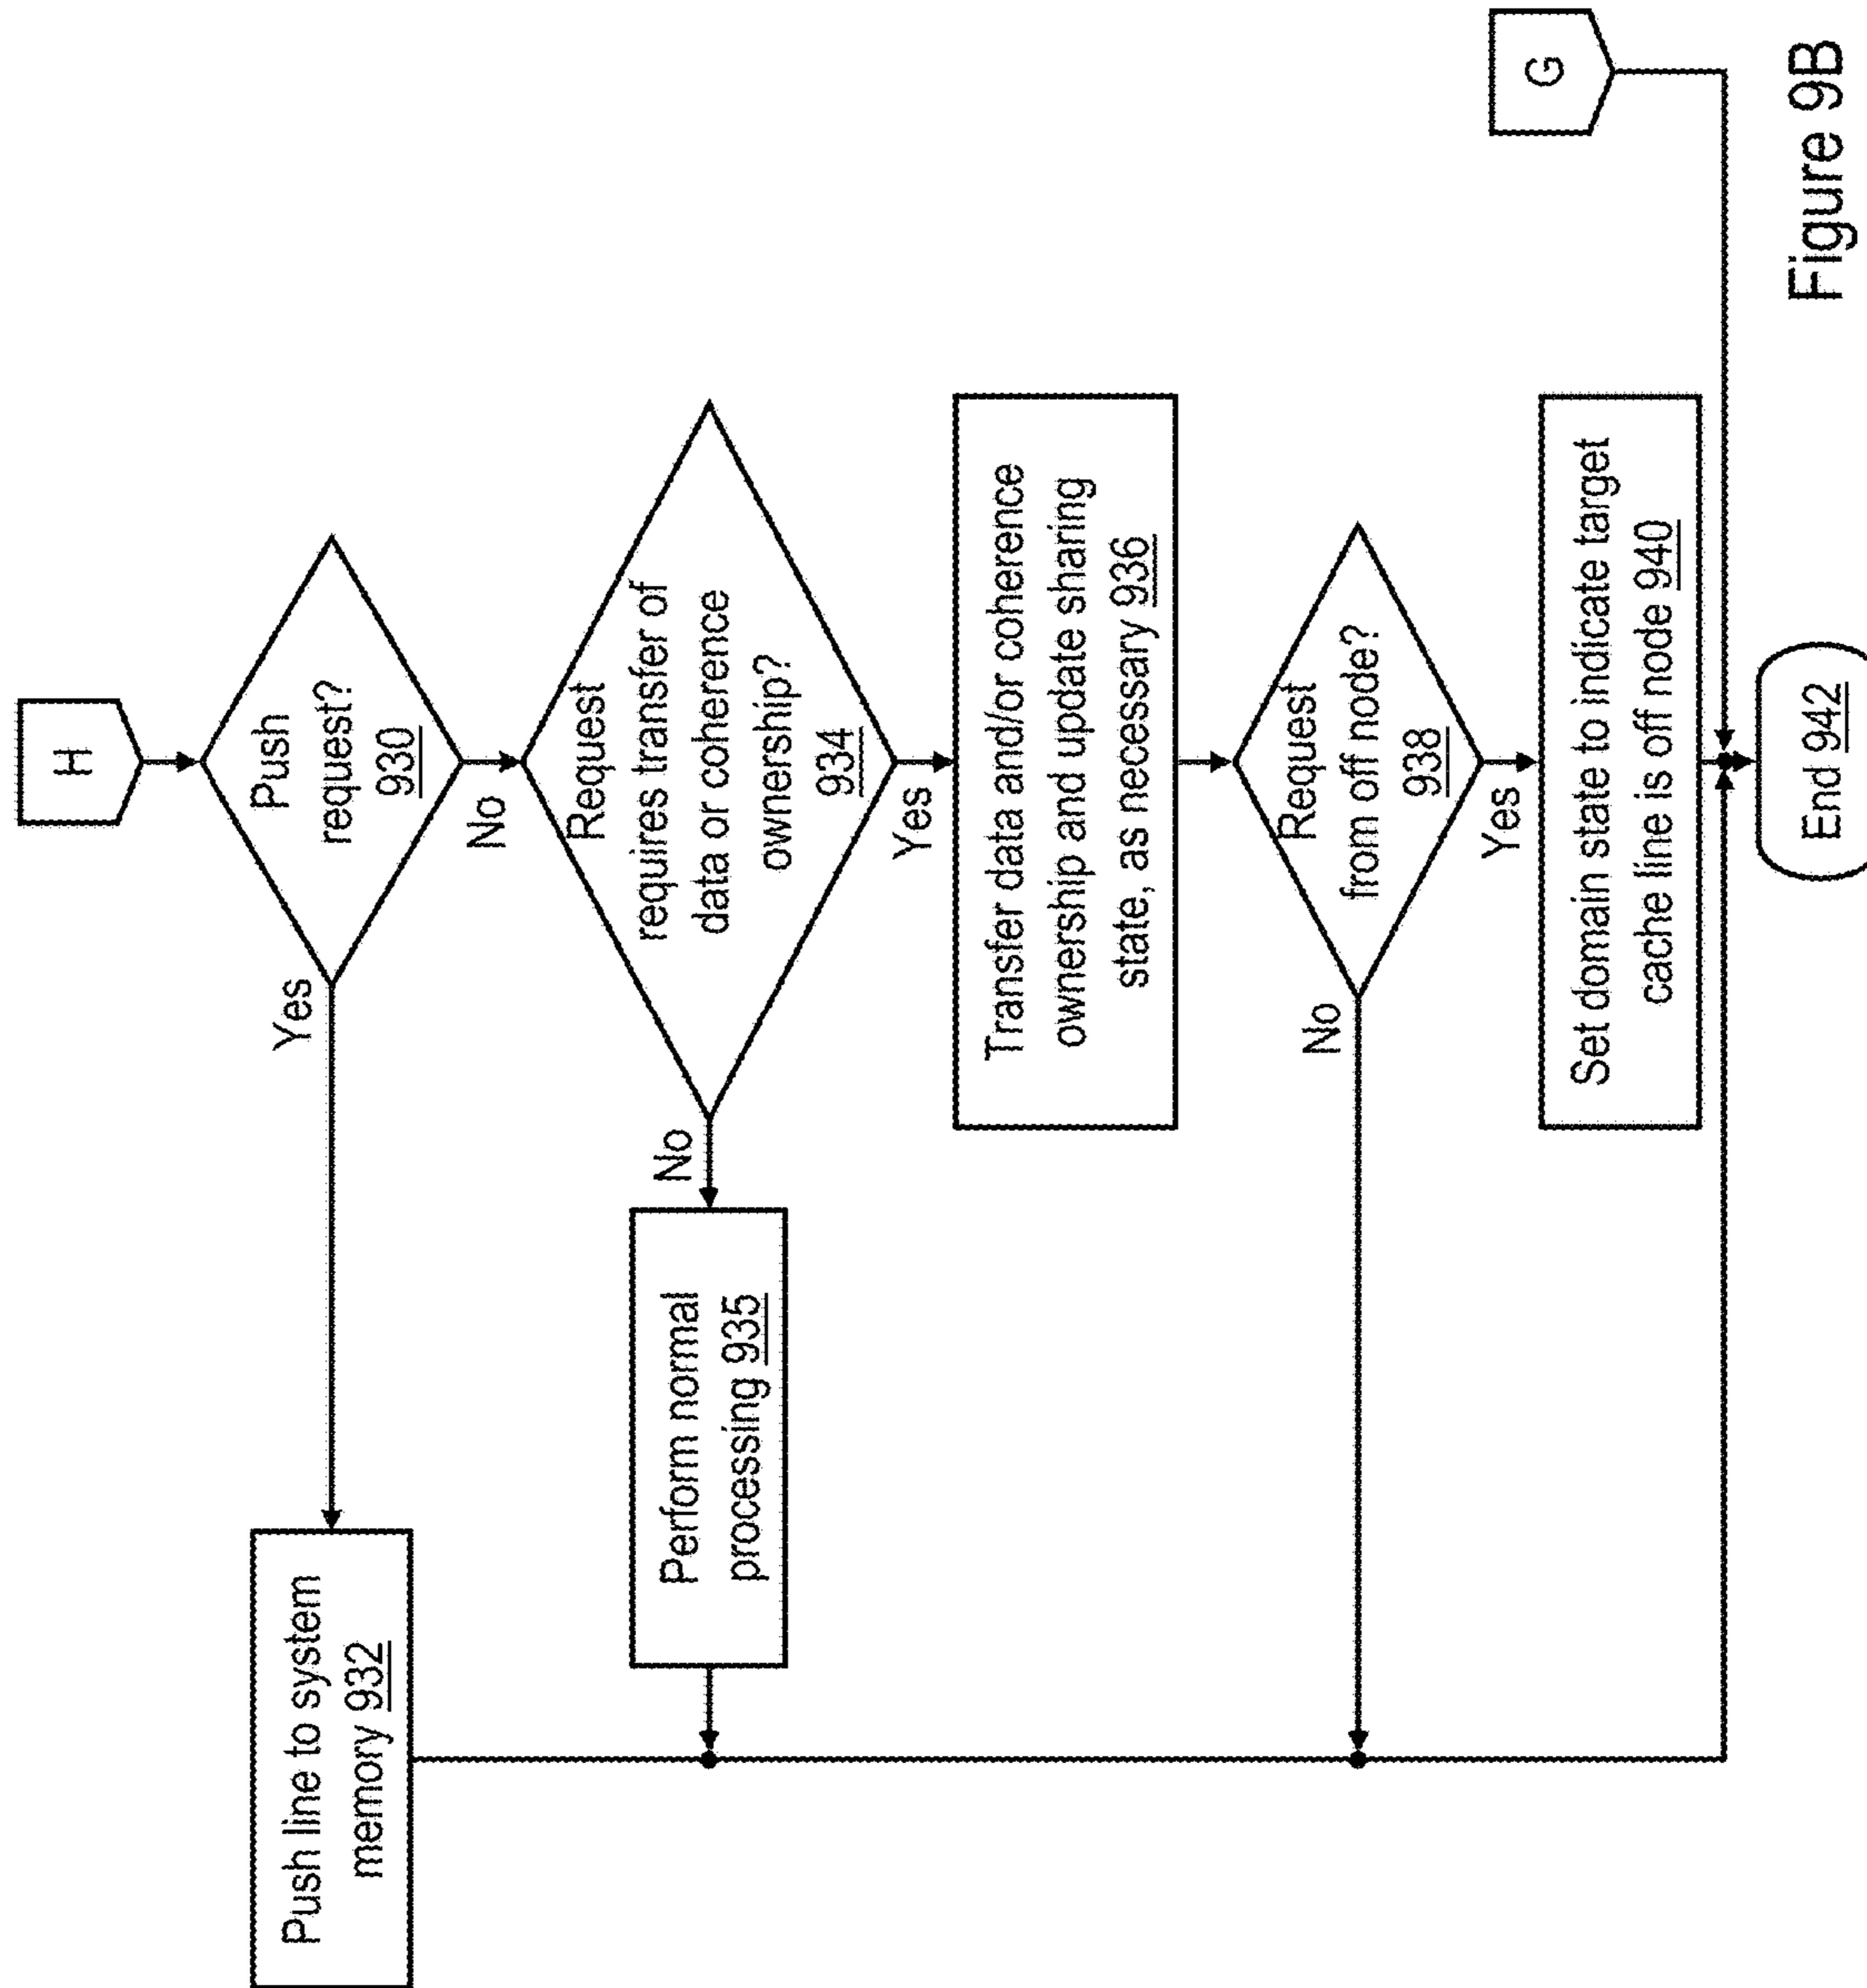 H
Push
request?
930
Yes
No
Push line to system
memory 932
Request
requires transfer of
data or coherence
ownership?
934
No
Yes
Perform normal
processing 935
Transfer data and/or coherence
ownership and update sharing
state, as necessary 936
Request
from off node?
938
No
Yes
Set domain state to indicate target
cache line is off node 940
G
End 942
Figure 9B